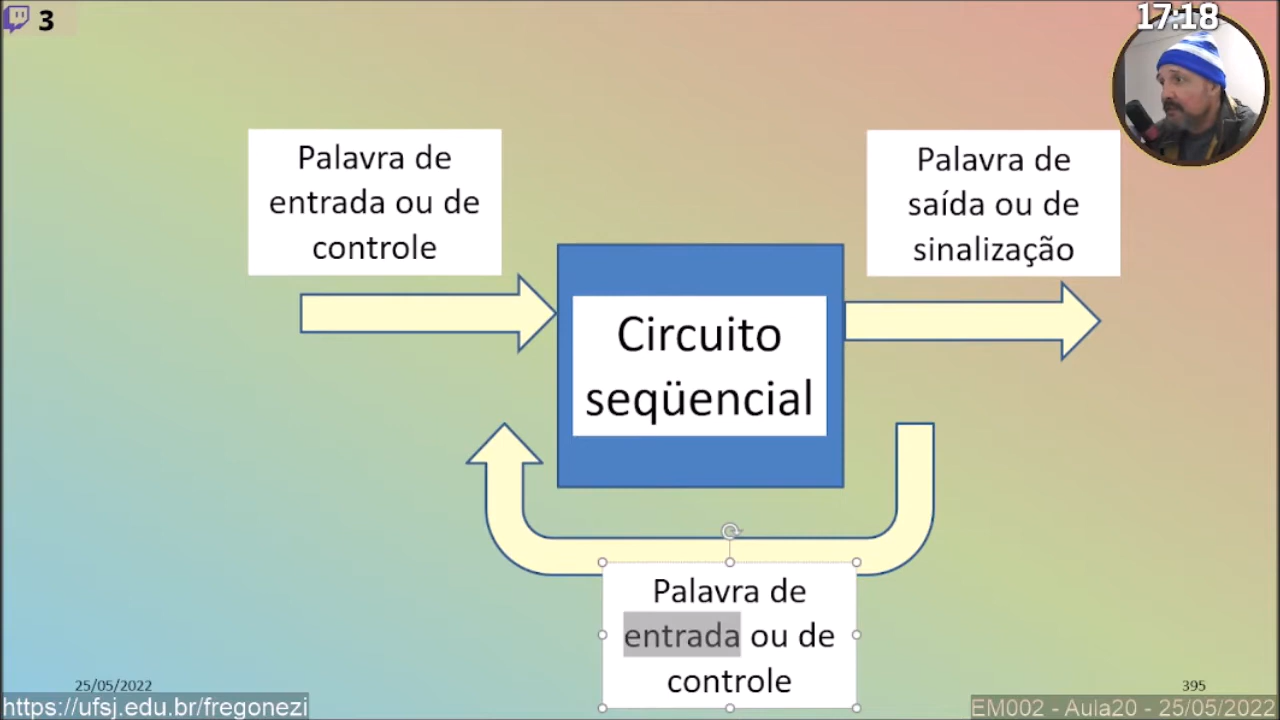 3
17:18
Palavra de
entrada ou de
controle
Palavra de
saída ou de
sinalização
Circuito
seqüencial
Palavra de
entrada ou de
controle
25/05/2022
395
https://ufsj.edu.br/fregonezi
EM002 - Aula20 - 25/05/2022